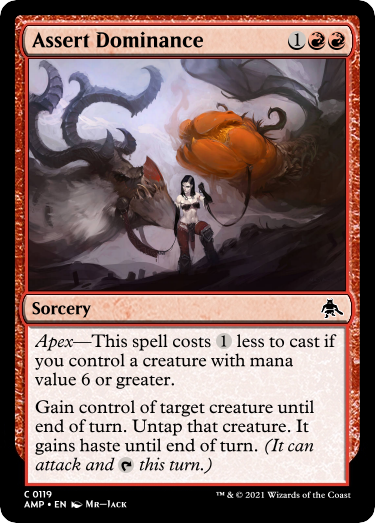 Assert Dominance 1
Sorcery
Apex—This spell costs 1 less to cast if
you control a creature with mana
value 6 or greater.
Gain control of target creature until
end of turn. Untap that creature. It
gains haste until end of turn. (It can
attack and this turn.)
C 0119
AMP • EN Mr-Jack
™ & © 2021 Wizards of the Coast